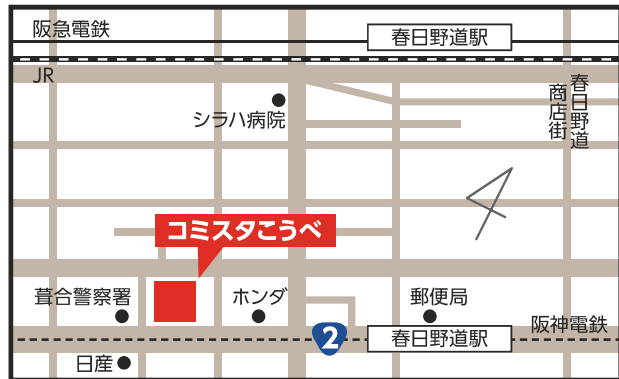 阪急電鉄
春日野道駅
JR
シラハ病院
春日野道
商店街
コミスタこうべ
葺合警察署
ホンダ
郵便局
阪神電鉄
2
春日野道駅
日産